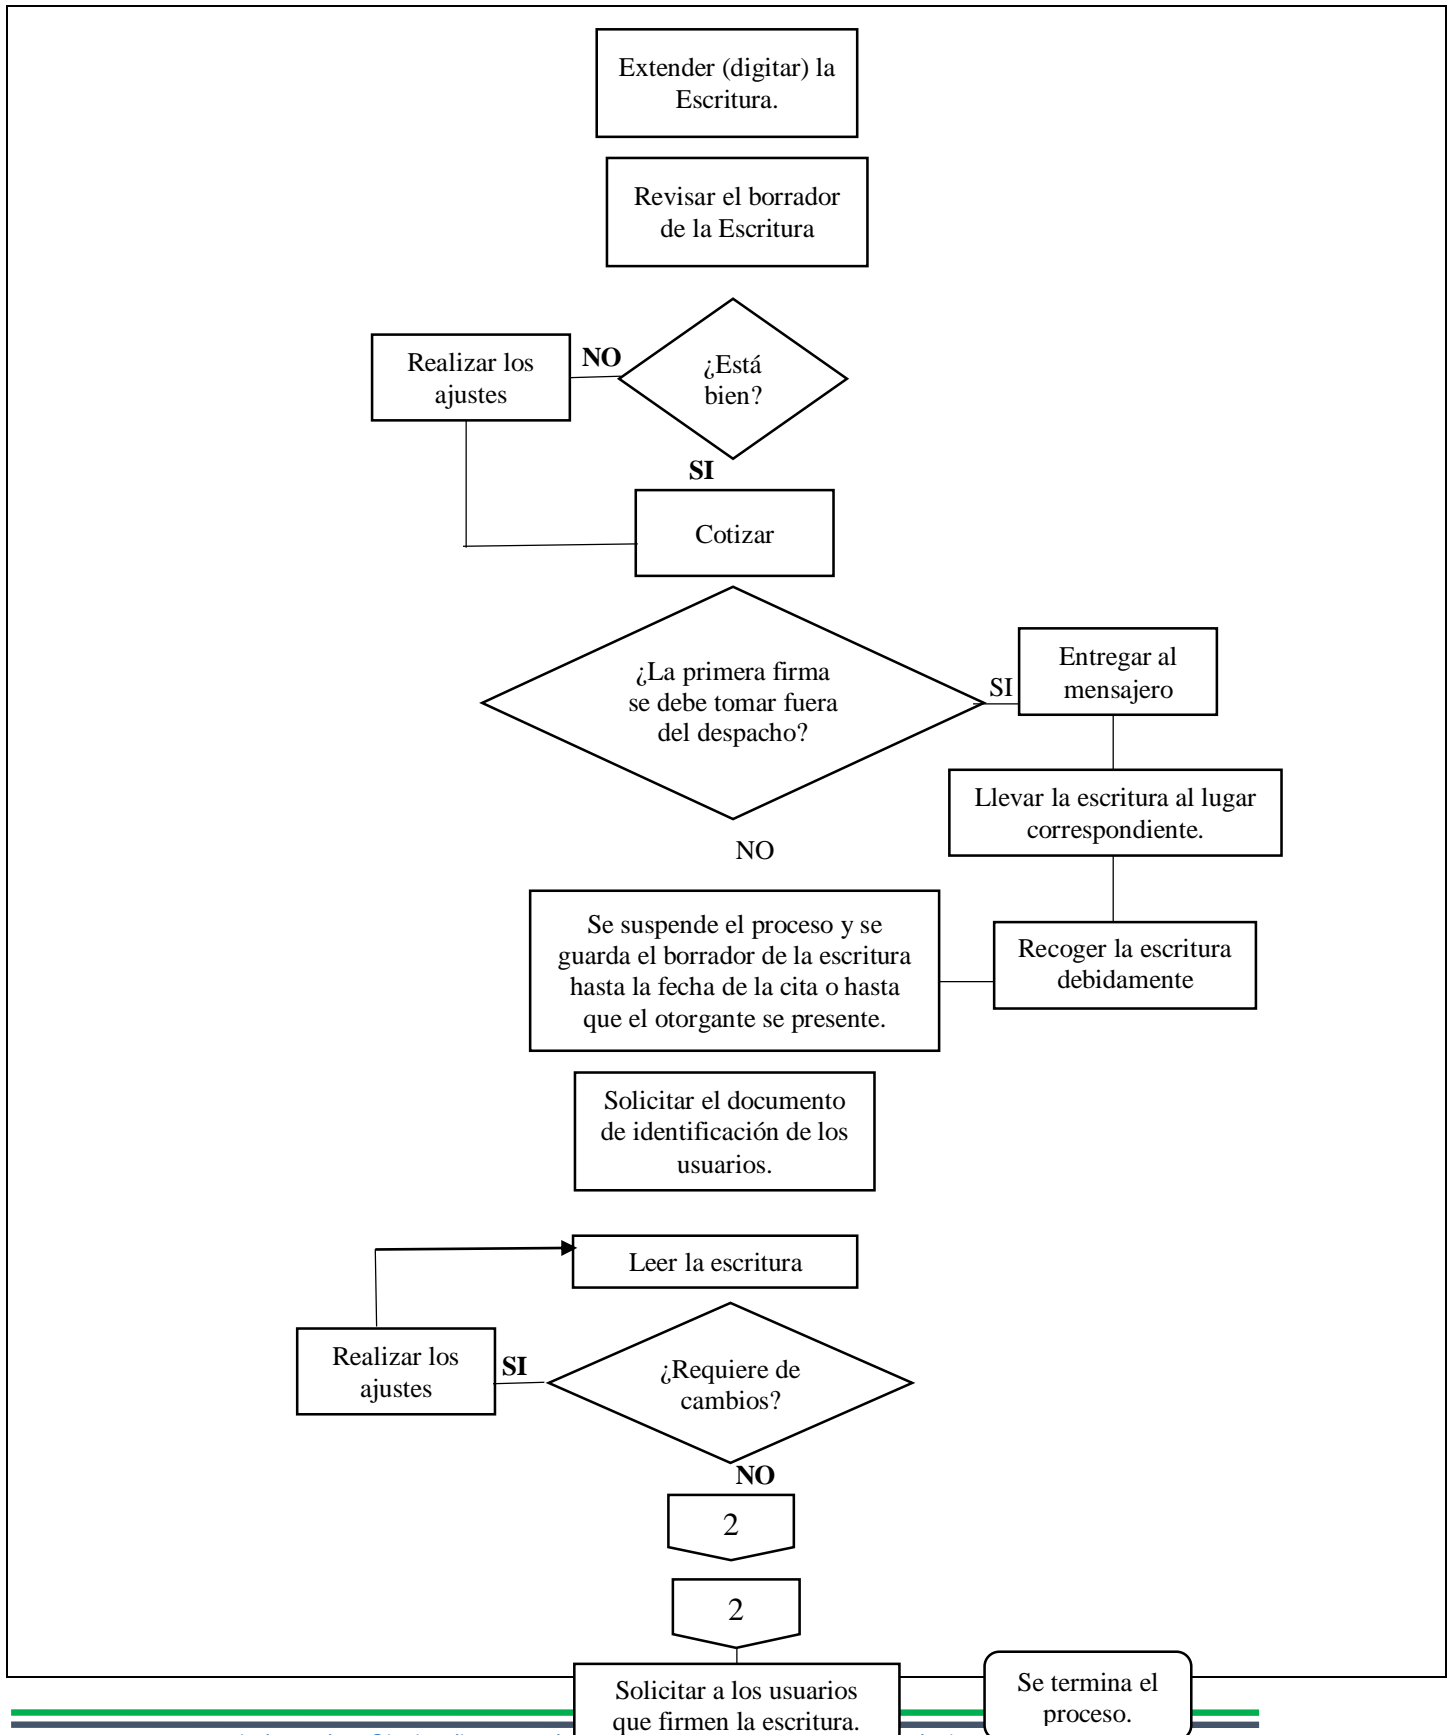 Extender (digitar) la
Escritura.
Revisar el borrador
de la Escritura
¿Está
bien?
NO
Realizar los
ajustes
SI
Cotizar
¿La primera firma
se debe tomar fuera
del despacho?
SI
Entregar al
mensajero
Llevar la escritura al lugar
correspondiente.
Recoger la escritura
debidamente
NO
Se suspende el proceso y se
guarda el borrador de la escritura
hasta la fecha de la cita o hasta
que el otorgante se presente.
Solicitar el documento
de identificación de los
usuarios.
Leer la escritura
¿Requiere de
cambios?
SI
Realizar los
ajustes
NO
2
2
Solicitar a los usuarios
que firmen la escritura.
Se termina el
proceso.